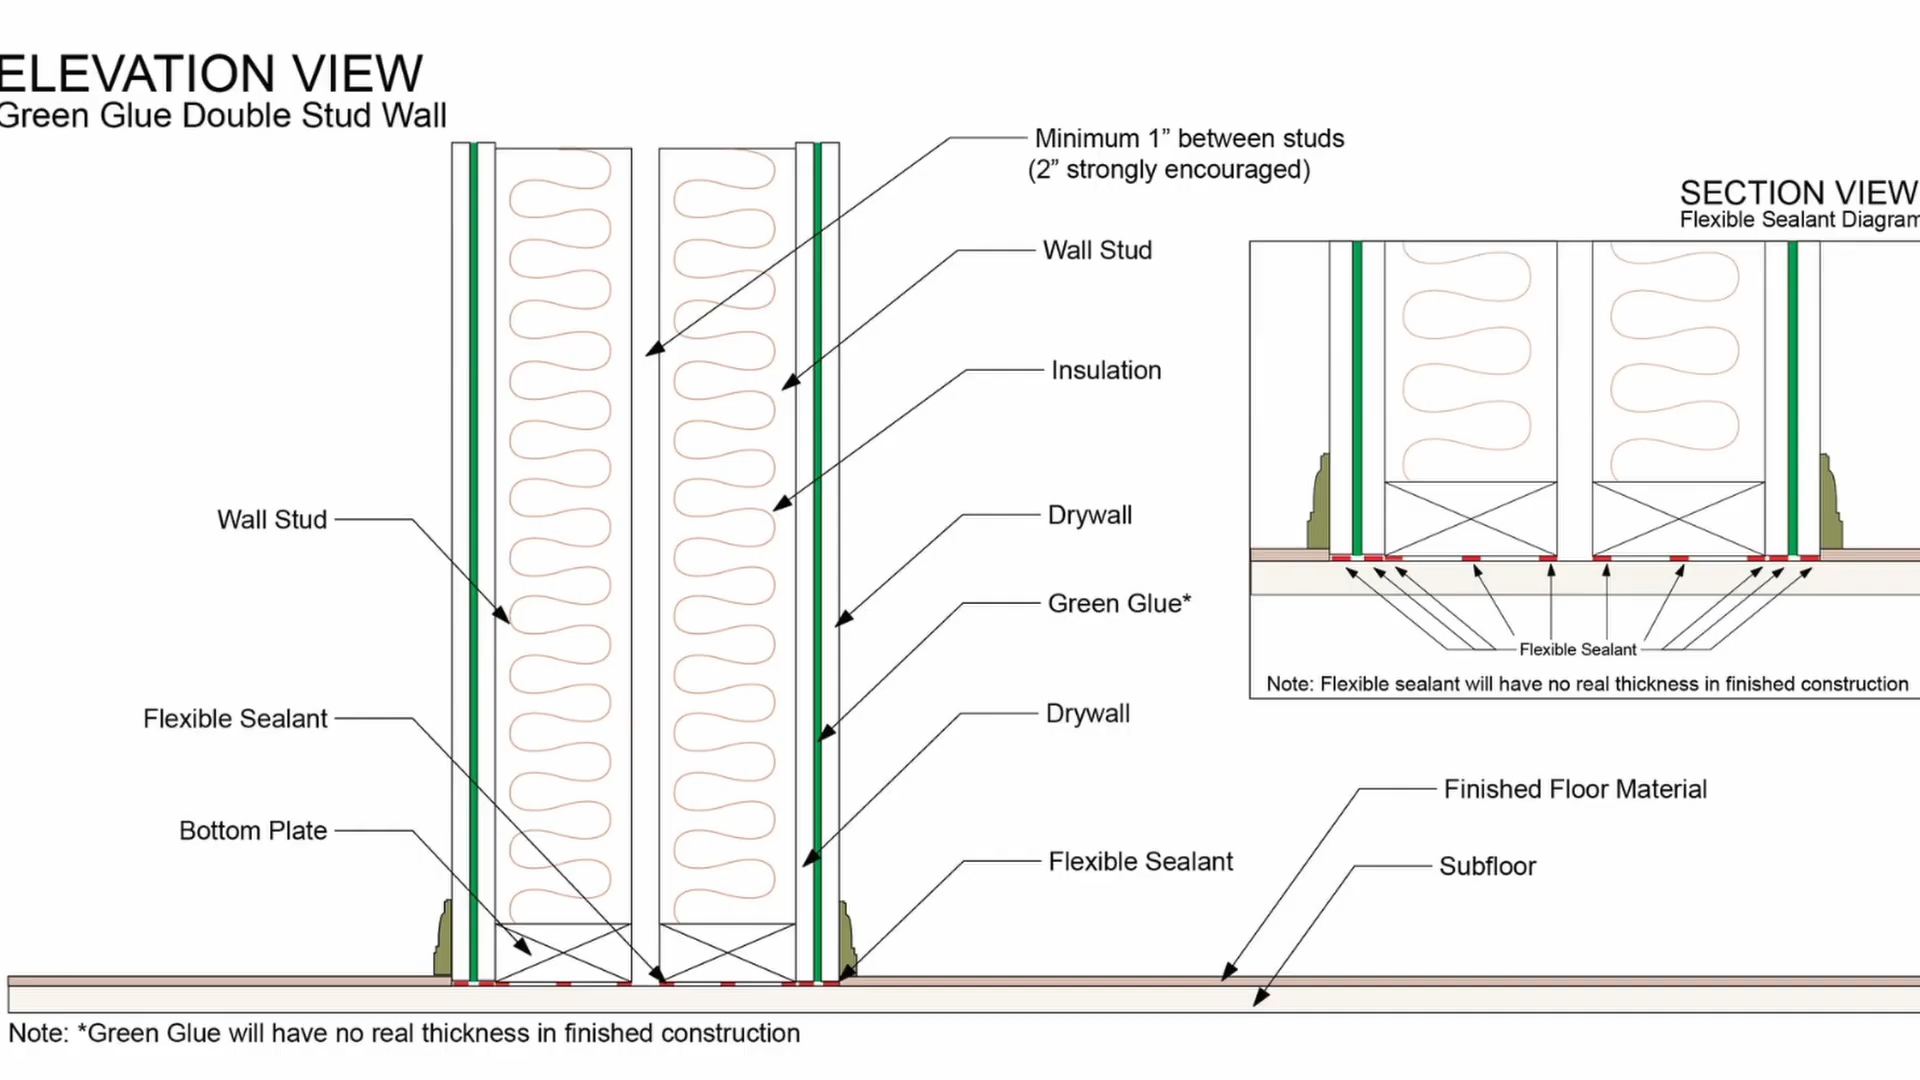 ELEVATION VIEW
Green Glue Double Stud Wall
Minimum 1” between studs
(2” strongly encouraged)
Wall Stud
Insulation
Drywall
Green Glue*
Drywall
Flexible Sealant
Wall Stud
Flexible Sealant
Bottom Plate
SECTION VIEW
Flexible Sealant Diagram
Flexible Sealant
Note: Flexible sealant will have no real thickness in finished construction
Finished Floor Material
Subfloor
Note: *Green Glue will have no real thickness in finished construction